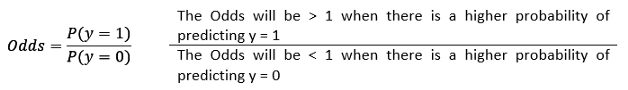 Odds = P(y = 1) / P(y = 0)
The Odds will be > 1 when there is a higher probability of
predicting y = 1
The Odds will be < 1 when there is a higher probability of
predicting y = 0